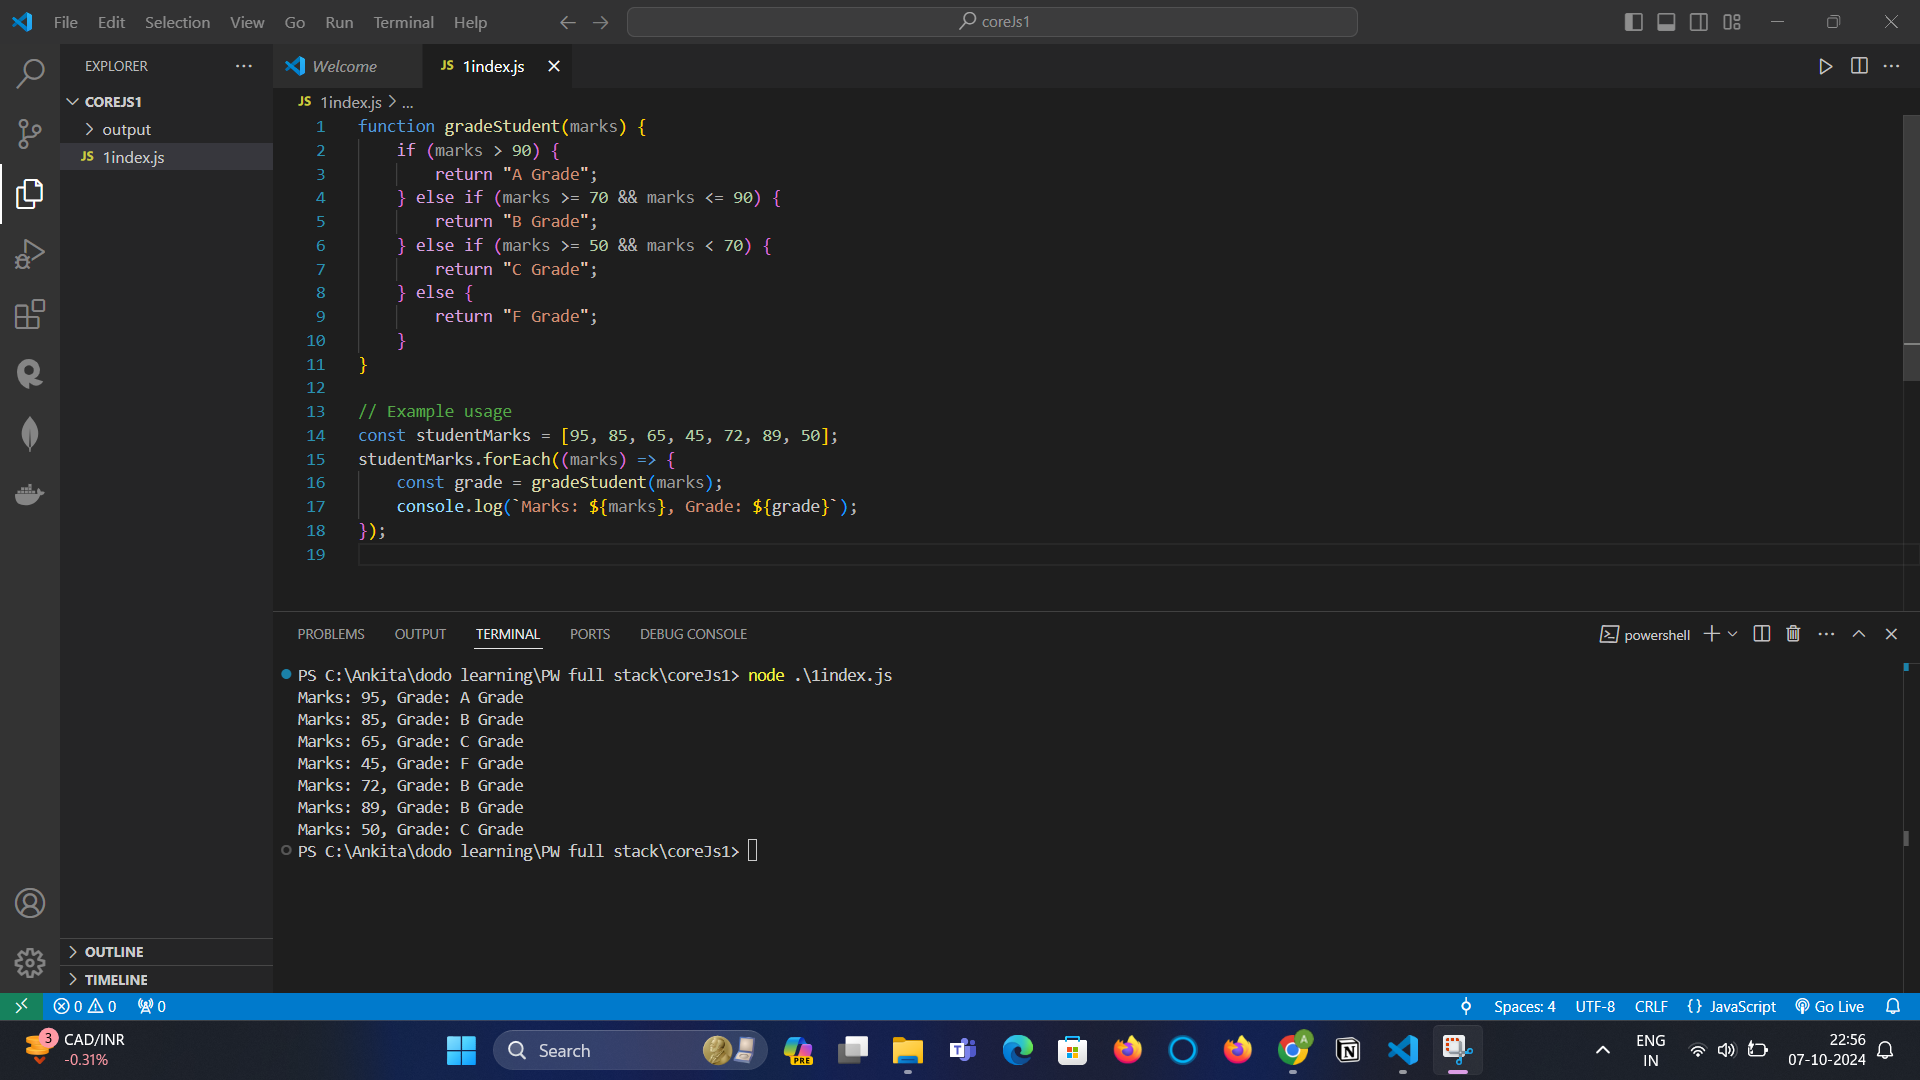 File Edit Selection View Go Run Terminal Help
coreJs1
EXPLORER
COREJS1
output
JS 1index.js
OUTLINE
TIMELINE
Welcome
JS 1index.js
JS 1index.js > ...
1 function gradeStudent(marks) {
2 if (marks > 90) {
3 return "A Grade";
4 } else if (marks >= 70 && marks <= 90) {
5 return "B Grade";
6 } else if (marks >= 50 && marks < 70) {
7 return "C Grade";
8 } else {
9 return "F Grade";
10 }
11 }
12
13 // Example usage
14 const studentMarks = [95, 85, 65, 45, 72, 89, 50];
15 studentMarks.forEach((marks) => {
16 const grade = gradeStudent(marks);
17 console.log(`Marks: ${marks}, Grade: ${grade}`);
18 });
19
PROBLEMS OUTPUT TERMINAL PORTS DEBUG CONSOLE
powershell
PS C:\Ankita\dodo learning\PW full stack\coreJs1> node .\1index.js
Marks: 95, Grade: A Grade
Marks: 85, Grade: B Grade
Marks: 65, Grade: C Grade
Marks: 45, Grade: F Grade
Marks: 72, Grade: B Grade
Marks: 89, Grade: B Grade
Marks: 50, Grade: C Grade
PS C:\Ankita\dodo learning\PW full stack\coreJs1>
0 0 0
Spaces: 4 UTF-8 CRLF {} JavaScript Go Live
3
CAD/INR
-0.31%
Search
PRE
A
ENG
IN
22:56
07-10-2024